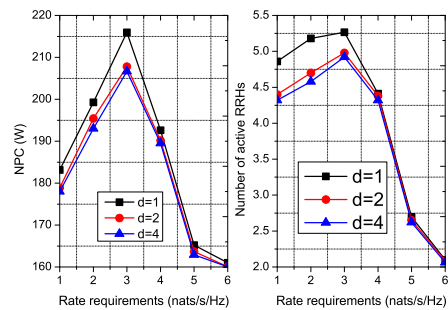 NPC (W)
220
210
200
190
180
170
160
1 2 3 4 5 6
Rate requirements (nats/s/Hz)
d=1
d=2
d=4
Number of active RRHs
5.5
5.0
4.5
4.0
3.5
3.0
2.5
2.0
1 2 3 4 5 6
Rate requirements (nats/s/Hz)
d=1
d=2
d=4